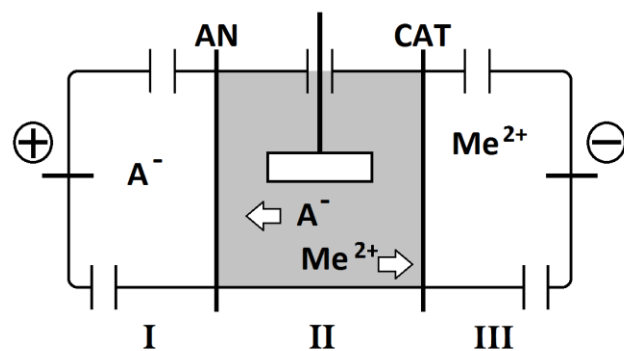 AN CAT
+ A⁻ Me²⁺ −
A⁻
Me²⁺
I II III